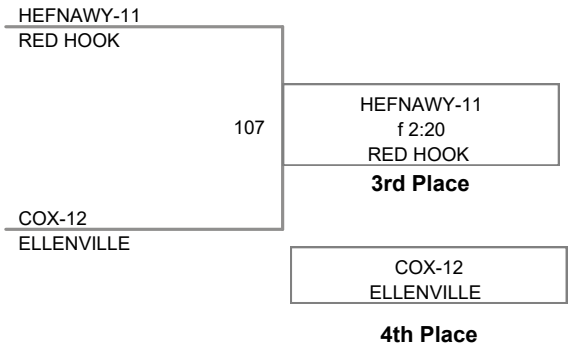 HEFNAWY-11
RED HOOK
107
HEFNAWY-11
f 2:20
RED HOOK
3rd Place
COX-12
ELLENVILLE
COX-12
ELLENVILLE
4th Place